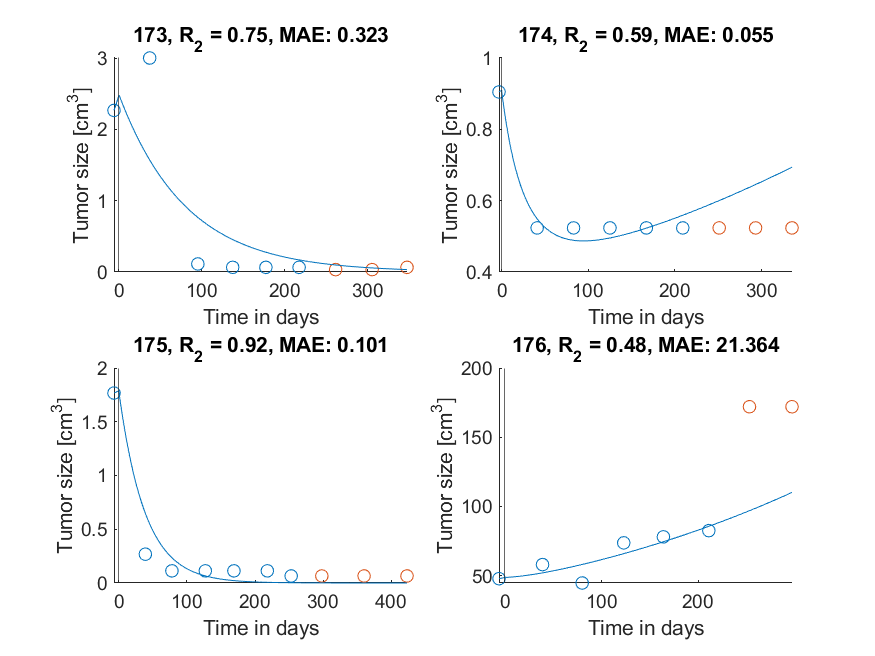 173, R2 = 0.75, MAE: 0.323
Tumor size [cm3]
3
2
1
0
0 100 200 300
Time in days
174, R2 = 0.59, MAE: 0.055
Tumor size [cm3]
1
0.8
0.6
0.4
0 100 200 300
Time in days
175, R2 = 0.92, MAE: 0.101
Tumor size [cm3]
2
1.5
1
0.5
0
0 100 200 300 400
Time in days
176, R2 = 0.48, MAE: 21.364
Tumor size [cm3]
200
150
100
50
0 100 200
Time in days